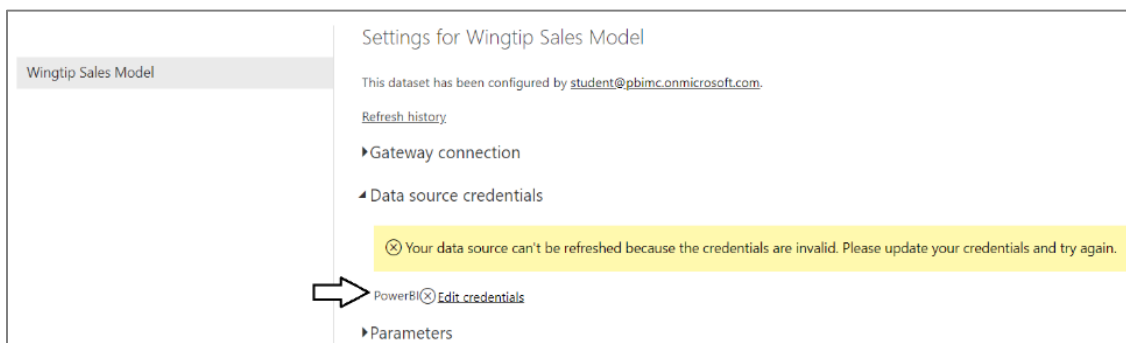 Settings for Wingtip Sales Model
Wingtip Sales Model
This dataset has been configured by student@pbimc.onmicrosoft.com.
Refresh history
Gateway connection
Data source credentials
Your data source can't be refreshed because the credentials are invalid. Please update your credentials and try again.
PowerBI Edit credentials
Parameters